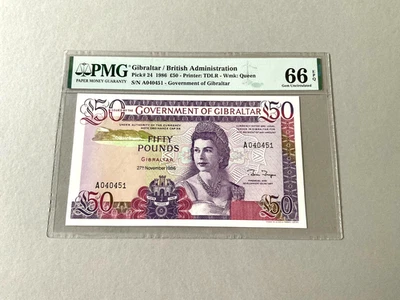 PMG
PAPER MONEY GUARANTY
Gibraltar / British Administration
Pick# 24 1986 £50 - Printer: TDLR - Wmk: Queen
S/N A040451 - Government of Gibraltar
66 EPQ
Gem Uncirculated
£50
GOVERNMENT OF GIBRALTAR
£50
FIFTY
POUNDS
GIBRALTAR
27th November 1986
A040451
A040451
£50
£50